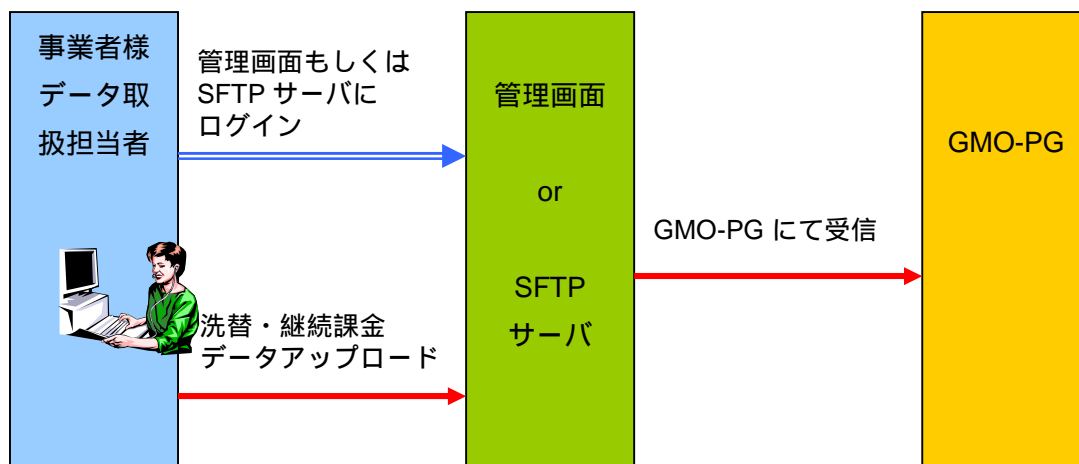 事業者様
データ取
扱担当者
管理画面もしくは
SFTP サーバに
ログイン
洗替・継続課金
データアップロード
管理画面
or
SFTP
サーバ
GMO-PG にて受信
GMO-PG